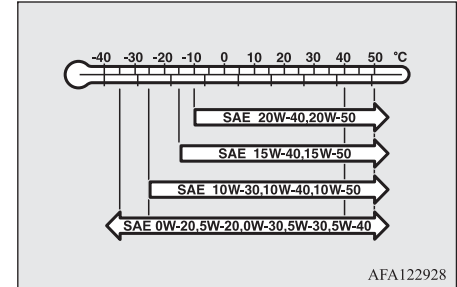 -40 -30 -20 -10 0 10 20 30 40 50 °C
SAE 20W-40,20W-50
SAE 15W-40,15W-50
SAE 10W-30,10W-40,10W-50
SAE 0W-20,5W-20,0W-30,5W-30,5W-40
AFA122928